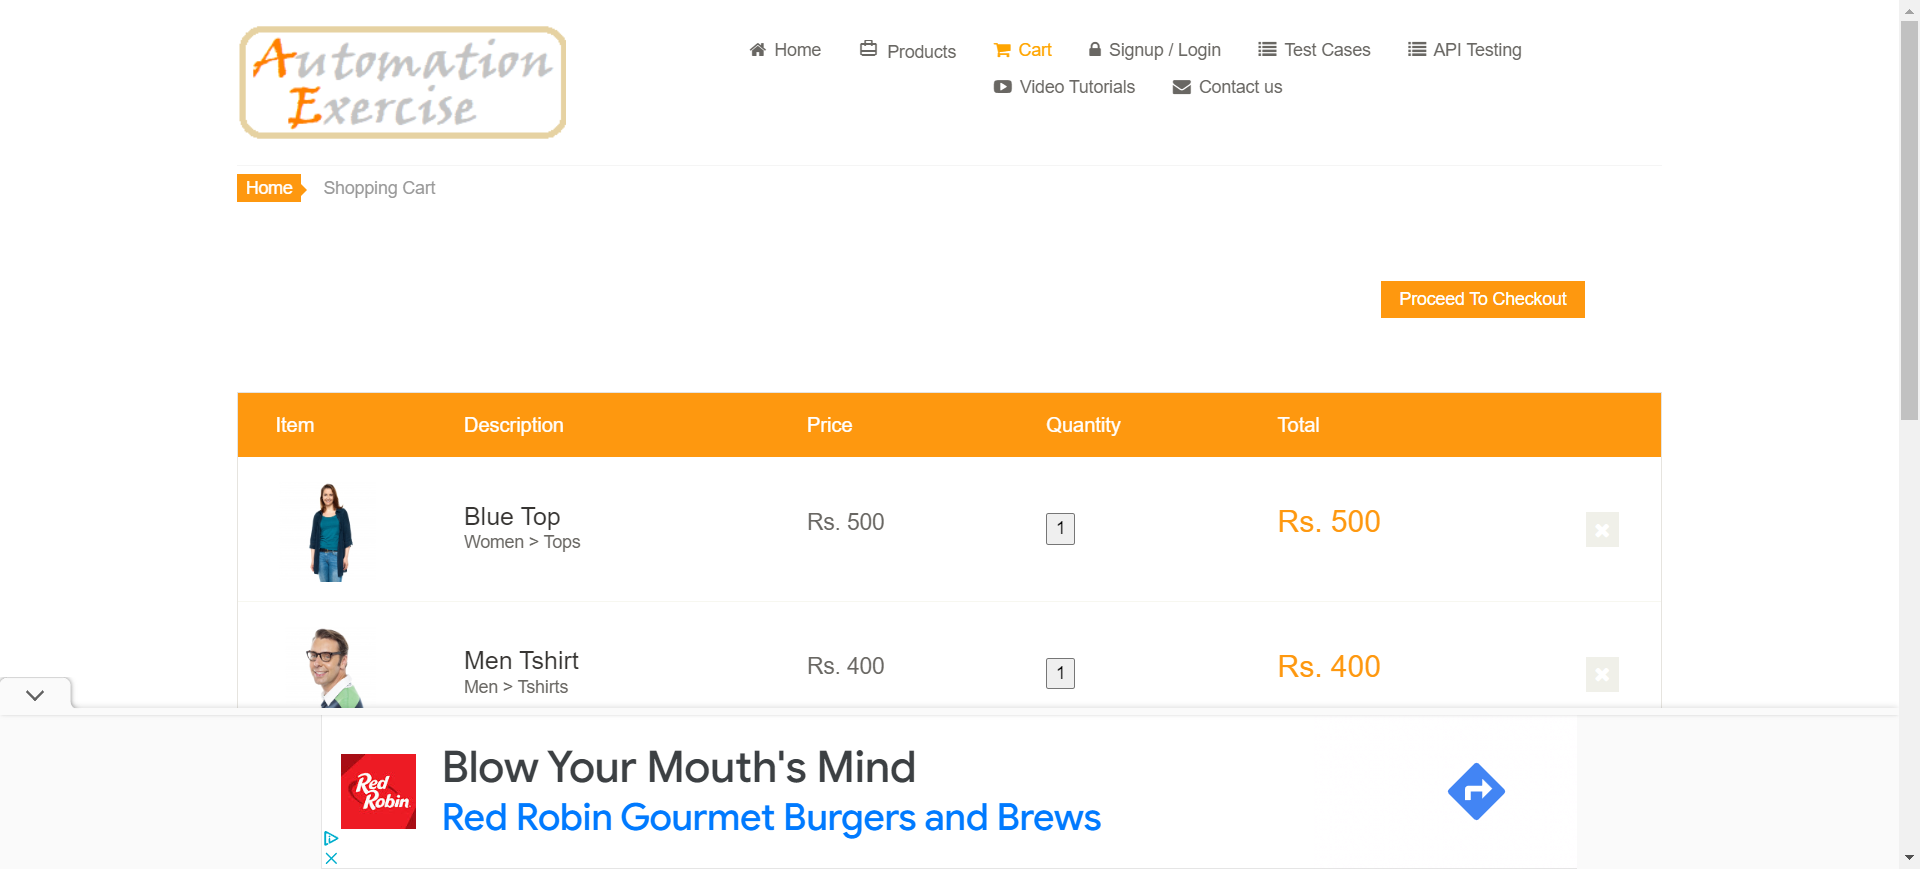 Automation
Exercise
Home
Products
Cart
Signup / Login
Test Cases
API Testing
Video Tutorials
Contact us
Home
Shopping Cart
Proceed To Checkout
Item Description Price Quantity Total
Blue Top
Women > Tops
Rs. 500
1
Rs. 500
Men Tshirt
Men > Tshirts
Rs. 400
1
Rs. 400
Red
Robin
Blow Your Mouth's Mind
Red Robin Gourmet Burgers and Brews